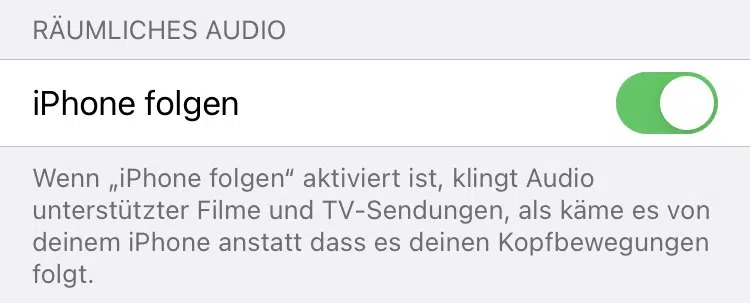 RÄUMLICHES AUDIO
iPhone folgen
Wenn „iPhone folgen“ aktiviert ist, klingt Audio
unterstützter Filme und TV-Sendungen, als käme es von
deinem iPhone anstatt dass es deinen Kopfbewegungen
folgt.